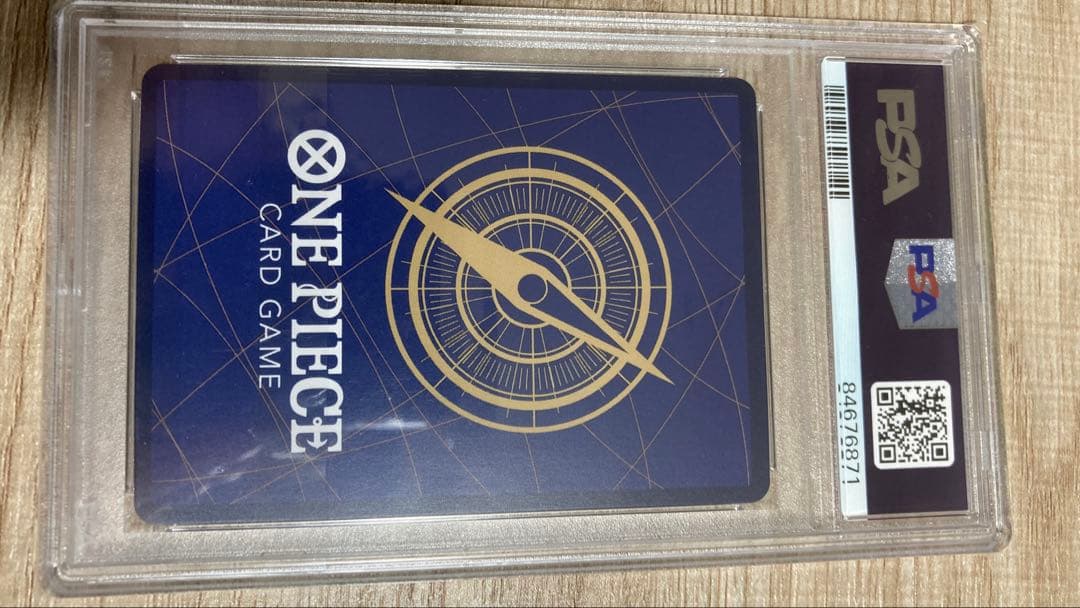 PSA
PSA
84676871
ONE PIECE
CARD GAME